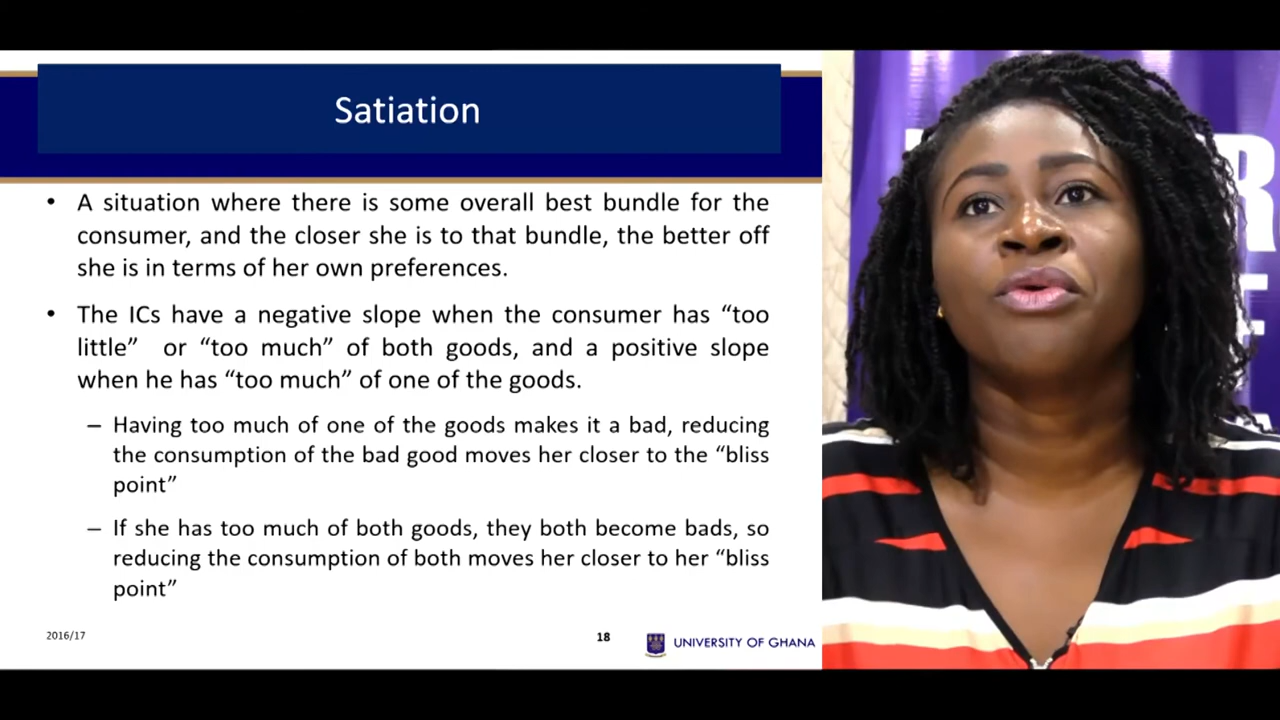 Satiation
• A situation where there is some overall best bundle for the
consumer, and the closer she is to that bundle, the better off
she is in terms of her own preferences.
• The ICs have a negative slope when the consumer has “too
little” or “too much” of both goods, and a positive slope
when he has “too much” of one of the goods.
– Having too much of one of the goods makes it a bad, reducing
the consumption of the bad good moves her closer to the “bliss
point”
– If she has too much of both goods, they both become bads, so
reducing the consumption of both moves her closer to her “bliss
point”
2016/17
18
UNIVERSITY OF GHANA